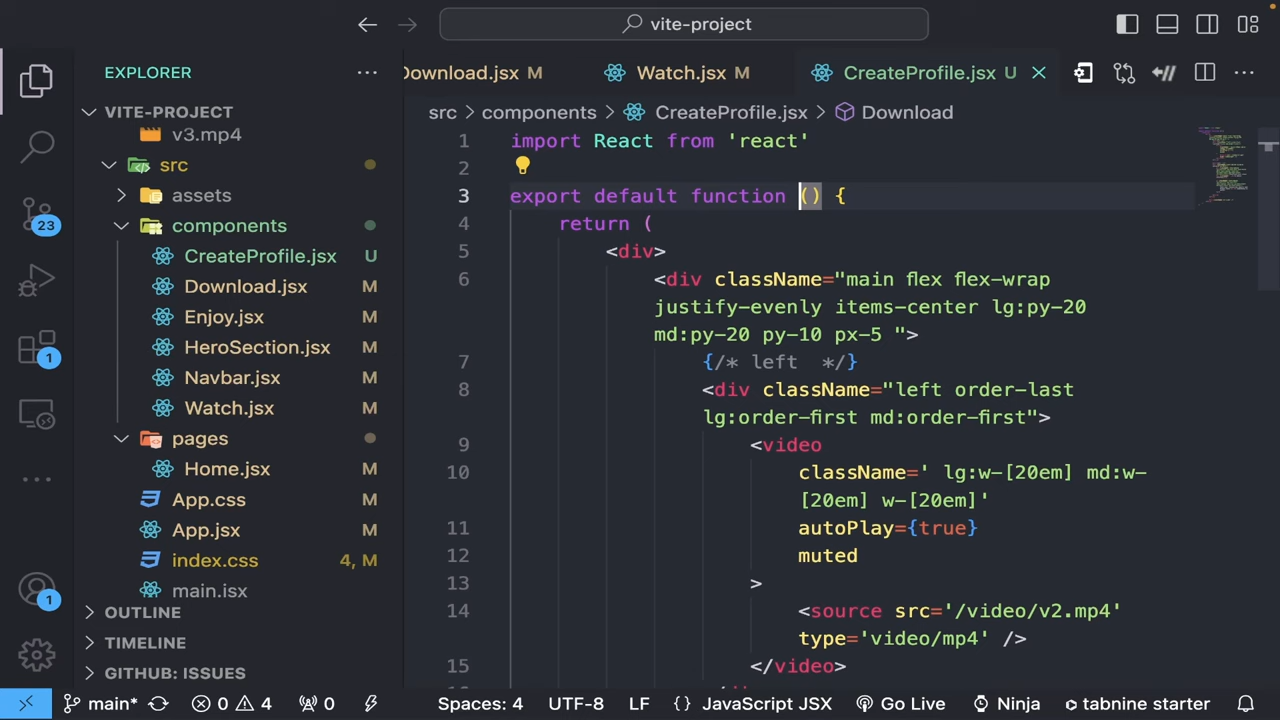 vite-project
EXPLORER
Download.jsx M
Watch.jsx M
CreateProfile.jsx U
VITE-PROJECT
v3.mp4
src
assets
components
CreateProfile.jsx U
Download.jsx M
Enjoy.jsx M
HeroSection.jsx M
Navbar.jsx M
Watch.jsx M
pages
Home.jsx M
App.css M
App.jsx M
index.css 4, M
main.jsx
OUTLINE
TIMELINE
GITHUB: ISSUES
23
1
1
src > components > CreateProfile.jsx > Download
1 import React from 'react'
2
3 export default function () {
4 return (
5 <div>
6 <div className="main flex flex-wrap
justify-evenly items-center lg:py-20
md:py-20 py-10 px-5 ">
7 {/* left  */}
8 <div className="left order-last
lg:order-first md:order-first">
9 <video
10 className=' lg:w-[20em] md:w-
[20em] w-[20em]'
11 autoPlay={true}
12 muted
13 >
14 <source src='/video/v2.mp4'
type='video/mp4' />
15 </video>
main* 0 4 0 Spaces: 4 UTF-8 LF {} JavaScript JSX Go Live Ninja tabnine starter